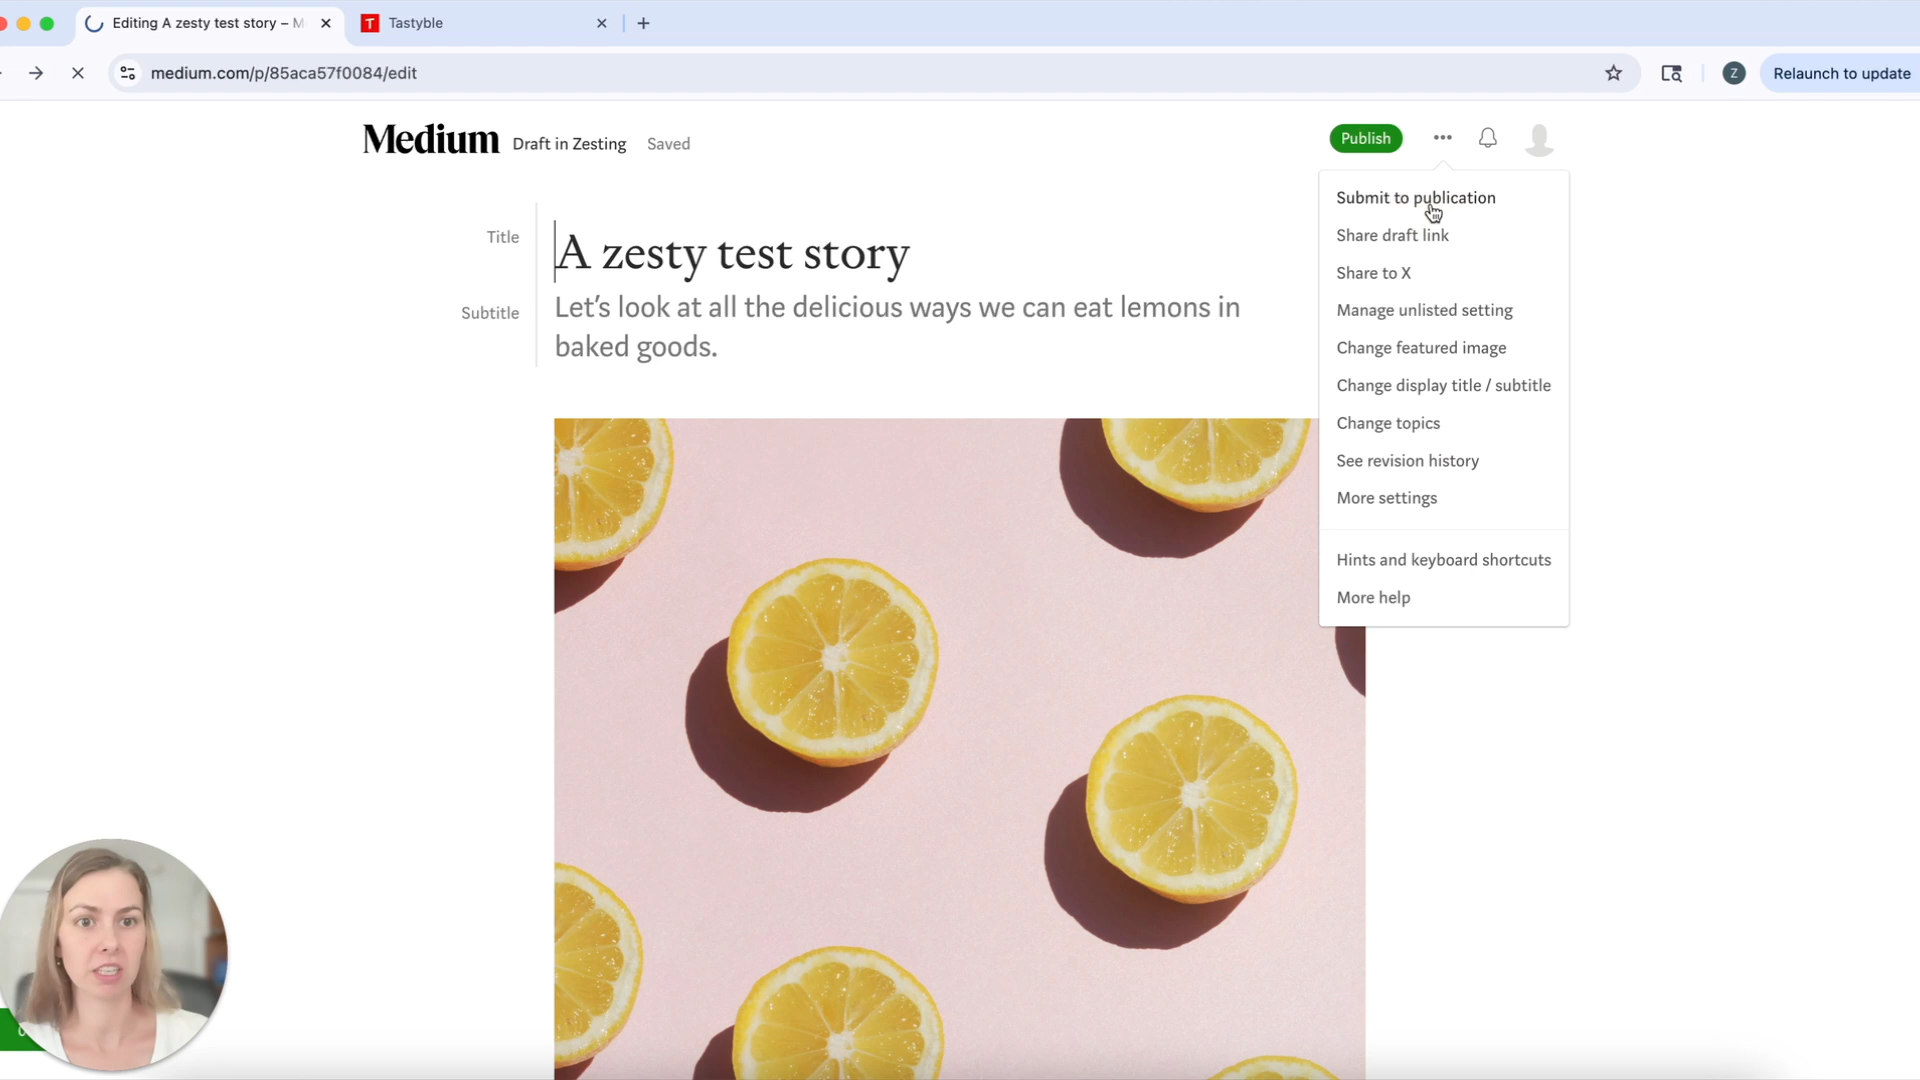 Editing A zesty test story – M
T Tastyble
medium.com/p/85aca57f0084/edit
Z
Relaunch to update
Medium
Draft in Zesting
Saved
Publish
Title
A zesty test story
Subtitle
Let's look at all the delicious ways we can eat lemons in
baked goods.
Submit to publication
Share draft link
Share to X
Manage unlisted setting
Change featured image
Change display title / subtitle
Change topics
See revision history
More settings
Hints and keyboard shortcuts
More help